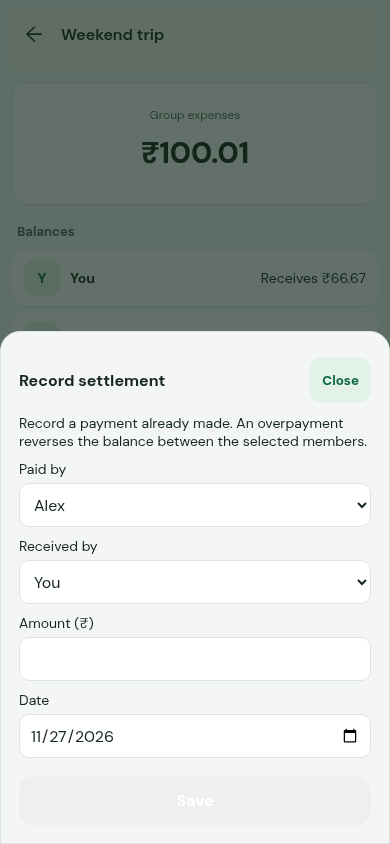 Weekend trip
Group expenses
₹100.01
Balances
Y You Receives ₹66.67
Record settlement
Close
Record a payment already made. An overpayment
reverses the balance between the selected members.
Paid by
Alex
Received by
You
Amount (₹)
Date
11/27/2026
Save